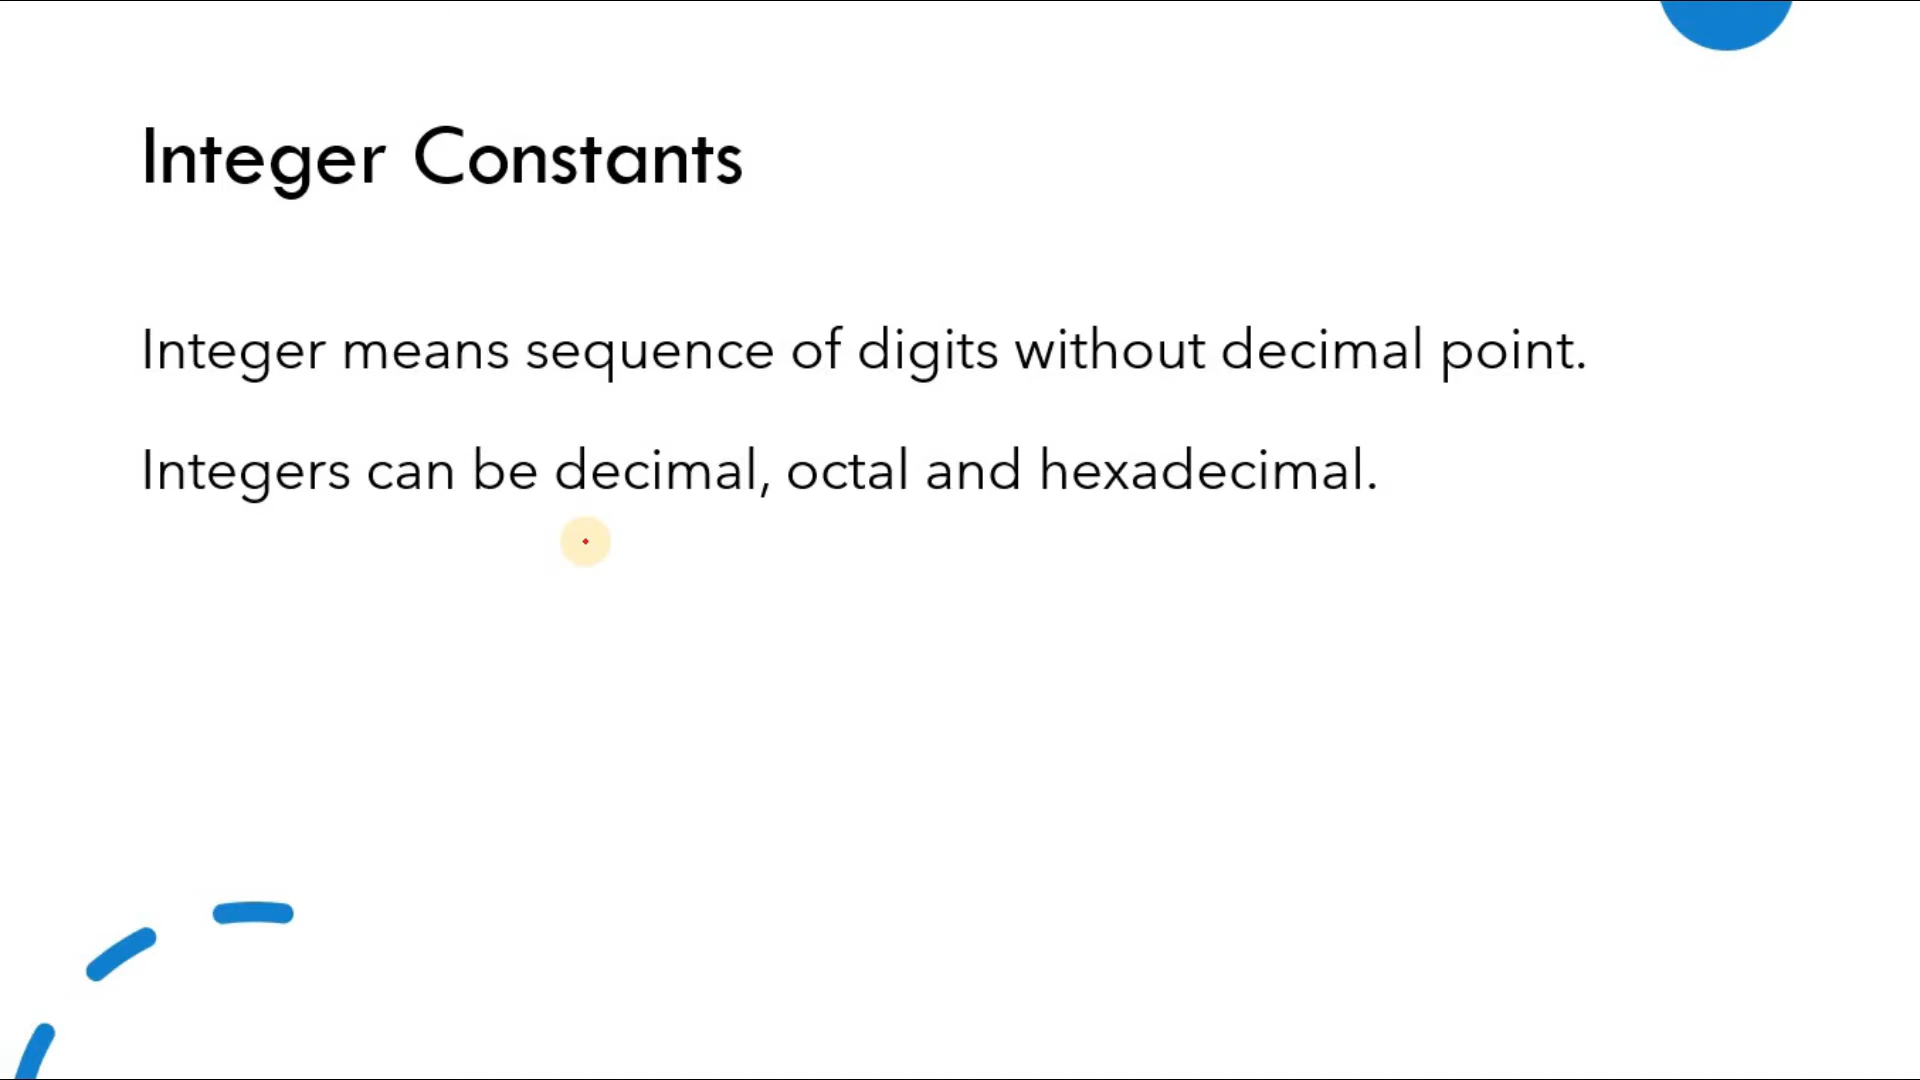 Integer Constants
Integer means sequence of digits without decimal point.
Integers can be decimal, octal and hexadecimal.